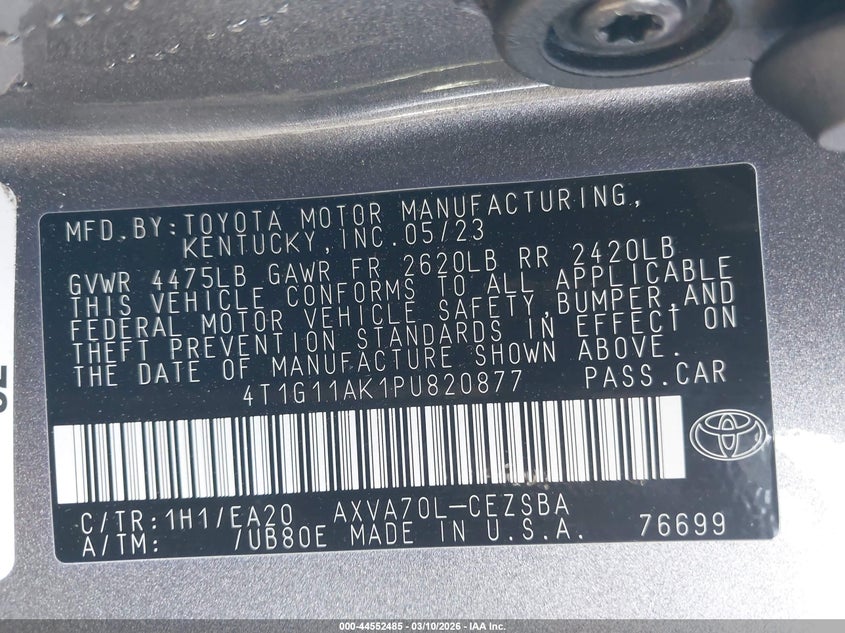 MFD.BY:TOYOTA MOTOR MANUFACTURING,
KENTUCKY,INC.05/23
GVWR 4475LB GAWR FR 2620LB RR 2420LB
THIS VEHICLE CONFORMS TO ALL APPLICABLE
FEDERAL MOTOR VEHICLE SAFETY,BUMPER,AND
THEFT PREVENTION STANDARDS IN EFFECT ON
THE DATE OF MANUFACTURE SHOWN ABOVE.
4T1G11AK1PU820877 PASS.CAR
C/TR:1H1/EA20 AXVA70L-CEZSBA
A/TM: /UB80E MADE IN U.S.A. 76699
000-44552485 - 03/10/2026 - IAA Inc.